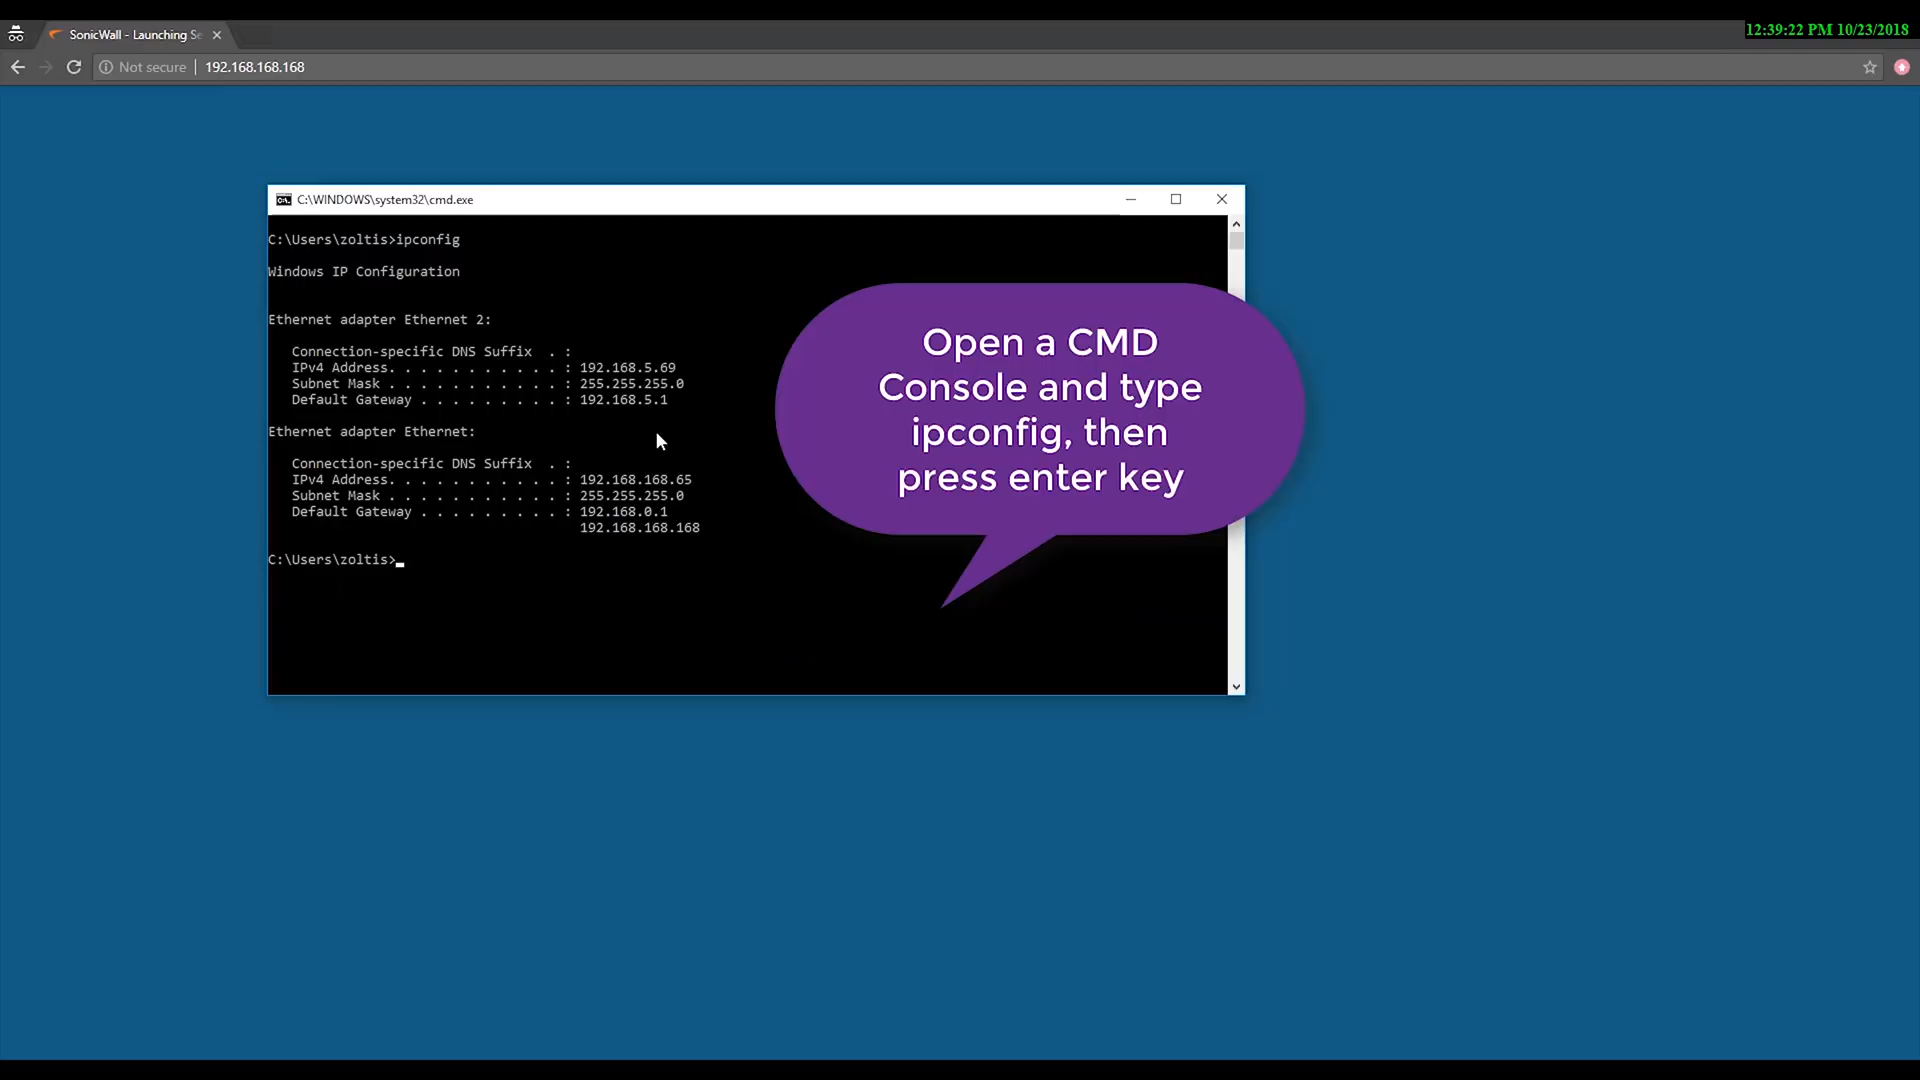 SonicWall - Launching Se
12:39:22 PM 10/23/2018
Not secure | 192.168.168.168
C:\WINDOWS\system32\cmd.exe
C:\Users\zoltis>ipconfig
Windows IP Configuration
Ethernet adapter Ethernet 2:
Connection-specific DNS Suffix . :
IPv4 Address. . . . . . . . . . . : 192.168.5.69
Subnet Mask . . . . . . . . . . . : 255.255.255.0
Default Gateway . . . . . . . . . : 192.168.5.1
Ethernet adapter Ethernet:
Connection-specific DNS Suffix . :
IPv4 Address. . . . . . . . . . . : 192.168.168.65
Subnet Mask . . . . . . . . . . . : 255.255.255.0
Default Gateway . . . . . . . . . : 192.168.0.1
192.168.168.168
C:\Users\zoltis>_
Open a CMD
Console and type
ipconfig, then
press enter key